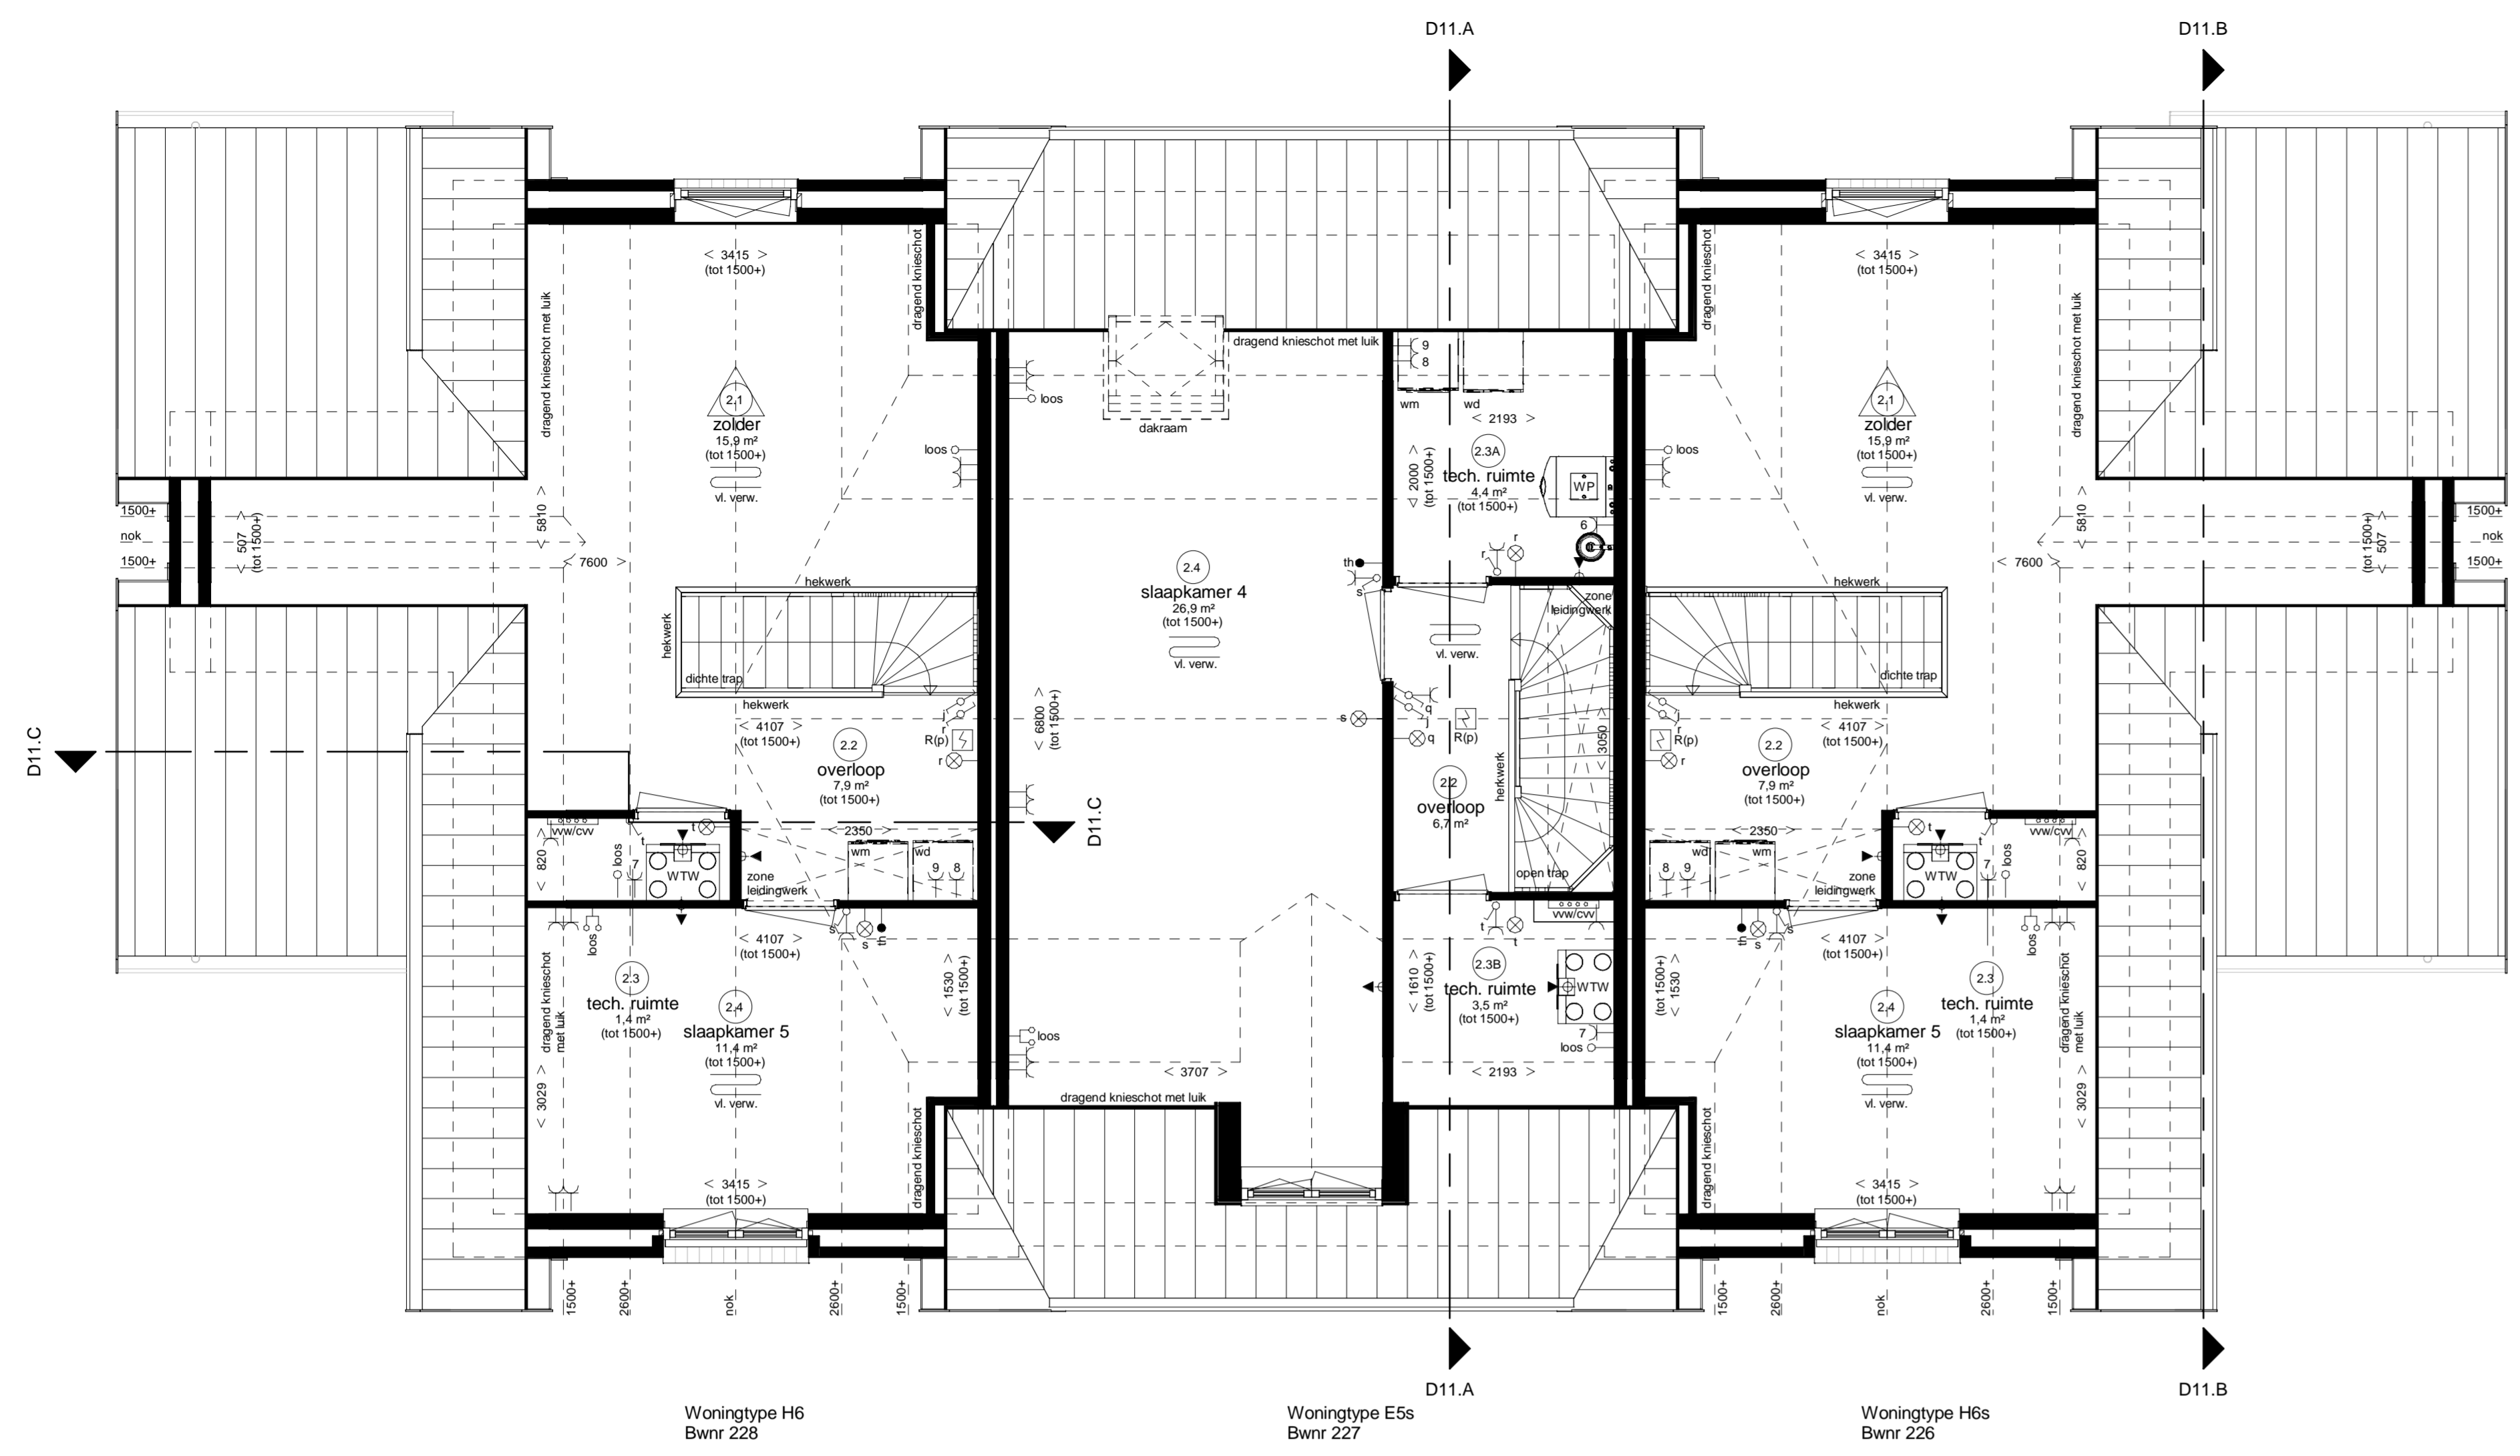 D11.A
D11.B
< 3415 >
(tot 1500+)
dragend knieschot
dragend knieschot met luik
2.1
zolder
15,9 m²
(tot 1500+)
vl. verw.
loos
1500+
nok
1500+
< 507 >
(tot 1500+)
< 5810 >
< 7600 >
hekwerk
hekwerk
dichte trap
hekwerk
j
r
R(p)
r
< 4107 >
(tot 1500+)
2.2
overloop
7,9 m²
(tot 1500+)
D11.C
vvw/cvv
t
t
< 820 >
loos
7
WTW
zone
leidingwerk
< 2350 >
wm
wd
9 8
loos
s
s
th
< 4107 >
(tot 1500+)
< 1530 >
(tot 1500+)
dragend knieschot
met luik
2.3
tech. ruimte
1,4 m²
(tot 1500+)
2.4
slaapkamer 5
11,4 m²
(tot 1500+)
vl. verw.
< 3029 >
dragend knieschot
< 3415 >
(tot 1500+)
1500+
2600+
nok
2600+
1500+
Woningtype H6
Bwnr 228
loos
dakraam
dragend knieschot met luik
2.4
slaapkamer 4
26,9 m²
(tot 1500+)
vl. verw.
< 6800 >
(tot 1500+)
th
s
s
D11.C
loos
< 3707 >
dragend knieschot met luik
9
8
wm
wd
< 2193 >
< 2000 >
(tot 1500+)
2.3A
tech. ruimte
4,4 m²
(tot 1500+)
WP
6
r
r
zone
leidingwerk
vl. verw.
q
j
q
R(p)
2.2
overloop
6,7 m²
herkwerk
< 3050 >
open trap
vvw/cvv
t
t
< 1610 >
(tot 1500+)
2.3B
tech. ruimte
3,5 m²
(tot 1500+)
WTW
7
loos
< 2193 >
D11.A
Woningtype E5s
Bwnr 227
< 3415 >
(tot 1500+)
dragend knieschot
dragend knieschot met luik
2.1
zolder
15,9 m²
(tot 1500+)
vl. verw.
loos
< 5810 >
< 7600 >
(tot 1500+)
< 507 >
1500+
nok
1500+
hekwerk
dichte trap
hekwerk
j
r
R(p)
r
< 4107 >
(tot 1500+)
2.2
overloop
7,9 m²
(tot 1500+)
< 2350 >
wd
wm
8 9
zone
leidingwerk
t
t
WTW
7
loos
vvw/cvv
< 820 >
th
s
s
< 4107 >
(tot 1500+)
loos
(tot 1500+)
< 1530 >
2.4
slaapkamer 5
11,4 m²
(tot 1500+)
vl. verw.
2.3
tech. ruimte
1,4 m²
(tot 1500+)
dragend knieschot
met luik
< 3029 >
dragend knieschot
< 3415 >
(tot 1500+)
1500+
2600+
nok
2600+
1500+
D11.B
Woningtype H6s
Bwnr 226